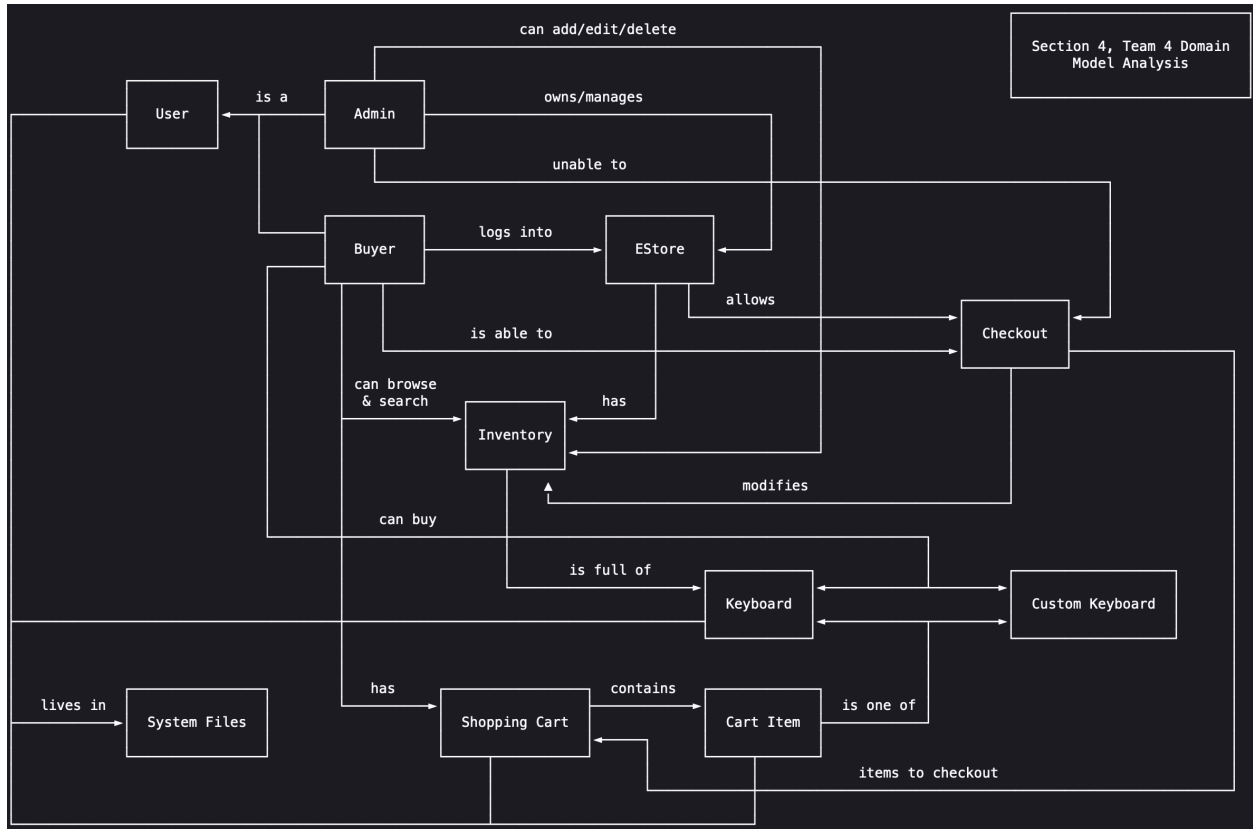 can add/edit/delete
Section 4, Team 4 Domain
Model Analysis
User
is a
Admin
owns/manages
unable to
Buyer
logs into
EStore
allows
is able to
Checkout
can browse
& search
has
Inventory
modifies
can buy
is full of
Keyboard
Custom Keyboard
lives in
System Files
has
Shopping Cart
contains
Cart Item
is one of
items to checkout